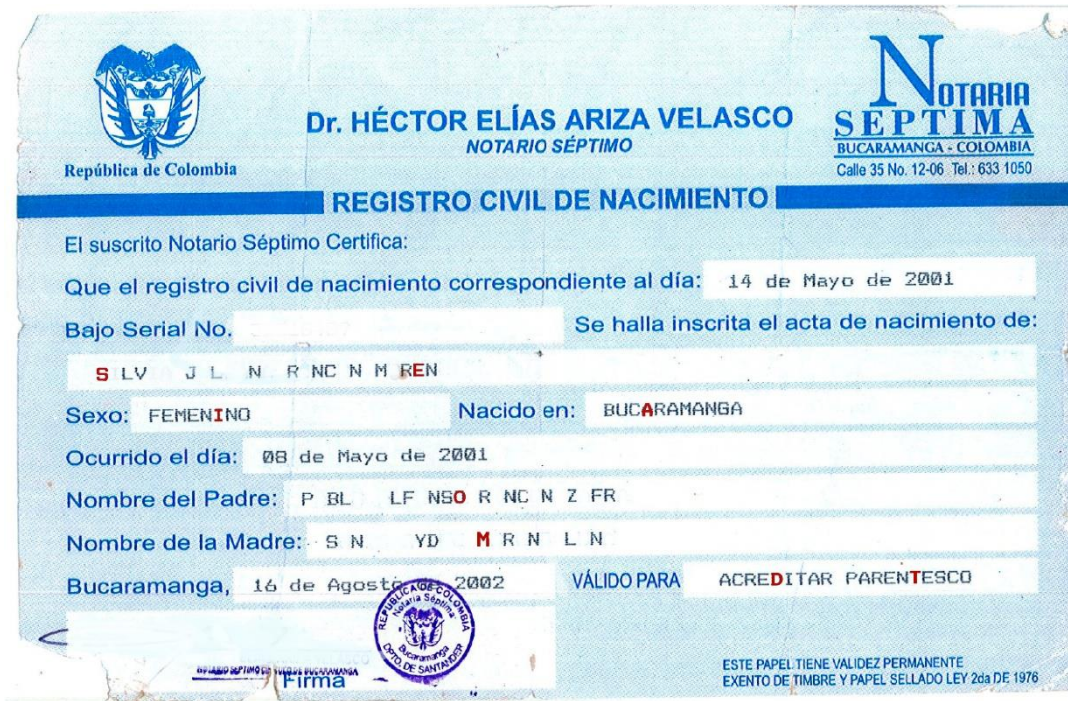 República de Colombia
Dr. HÉCTOR ELÍAS ARIZA VELASCO
NOTARIO SÉPTIMO
NOTARIA
SEPTIMA
BUCARAMANGA - COLOMBIA
Calle 35 No. 12-06 Tel.: 633 1050
REGISTRO CIVIL DE NACIMIENTO
El suscrito Notario Séptimo Certifica:
Que el registro civil de nacimiento correspondiente al día: 14 de Mayo de 2001
Bajo Serial No. Se halla inscrita el acta de nacimiento de:
S LV J L N R NC N M REN
Sexo: FEMENINO Nacido en: BUCARAMANGA
Ocurrido el día: 08 de Mayo de 2001
Nombre del Padre: P BL LF NSO R NC N Z FR
Nombre de la Madre: S N YD M R N L N
Bucaramanga, 16 de Agosto de 2002 VÁLIDO PARA ACREDITAR PARENTESCO
REPUBLICA DE COLOMBIA
Notaria Séptima
Bucaramanga
DPTO. DE SANTANDER
Firma
ESTE PAPEL TIENE VALIDEZ PERMANENTE
EXENTO DE TIMBRE Y PAPEL SELLADO LEY 2da DE 1976